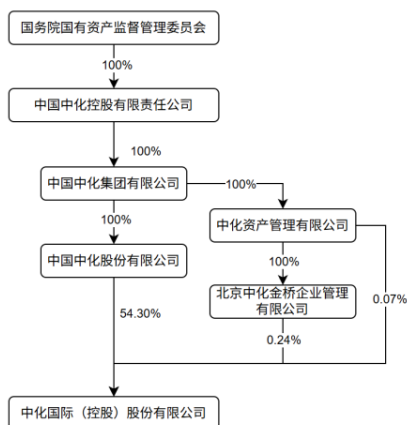 国务院国有资产监督管理委员会
100%
中国中化控股有限责任公司
100%
中国中化集团有限公司
100%
100%
中化资产管理有限公司
中国中化股份有限公司
100%
北京中化金桥企业管理
有限公司
0.07%
54.30%
0.24%
中化国际（控股）股份有限公司